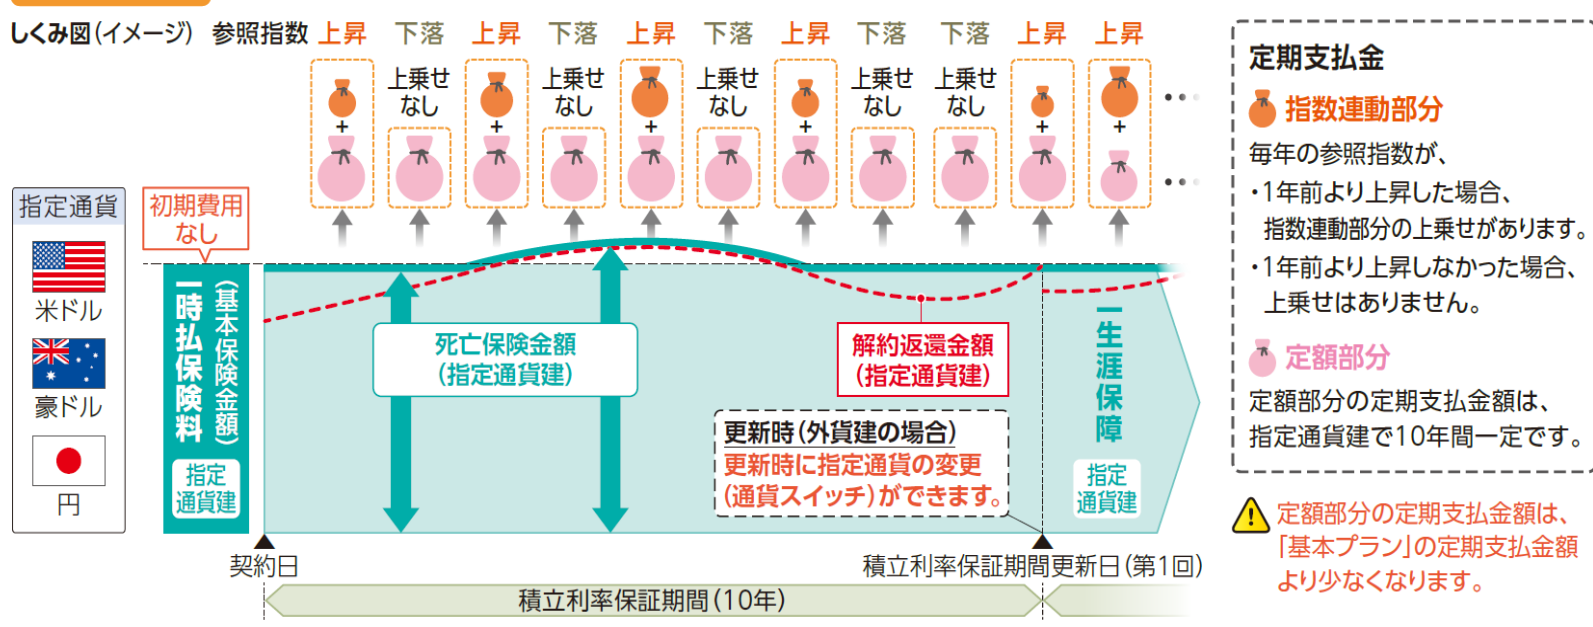 しくみ図(イメージ) 参照指数 上昇 下落 上昇 下落 上昇 下落 上昇 下落 下落 上昇 上昇
上乗せ
なし
上乗せ
なし
上乗せ
なし
上乗せ
なし
上乗せ
なし
+ + + + + +
指定通貨
米ドル
豪ドル
円
初期費用
なし
一時払保険料
(基本保険金額)
指定
通貨建
死亡保険金額
(指定通貨建)
解約返還金額
(指定通貨建)
更新時(外貨建の場合)
更新時に指定通貨の変更
(通貨スイッチ)ができます。
一生涯保障
指定
通貨建
契約日
積立利率保証期間更新日(第1回)
積立利率保証期間(10年)
定期支払金
指数連動部分
毎年の参照指数が、
・1年前より上昇した場合、
指数連動部分の上乗せがあります。
・1年前より上昇しなかった場合、
上乗せはありません。
定額部分
定額部分の定期支払金額は、
指定通貨建で10年間一定です。
定額部分の定期支払金額は、
「基本プラン」の定期支払金額
より少なくなります。